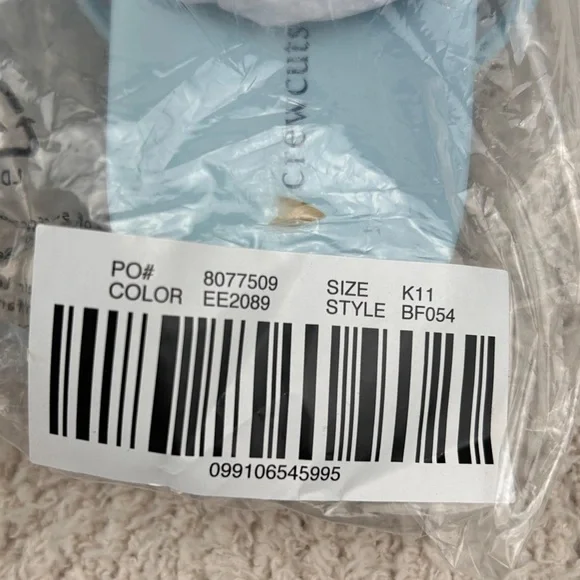 crewcuts
PO# 8077509 SIZE K11
COLOR EE2089 STYLE BF054
099106545995